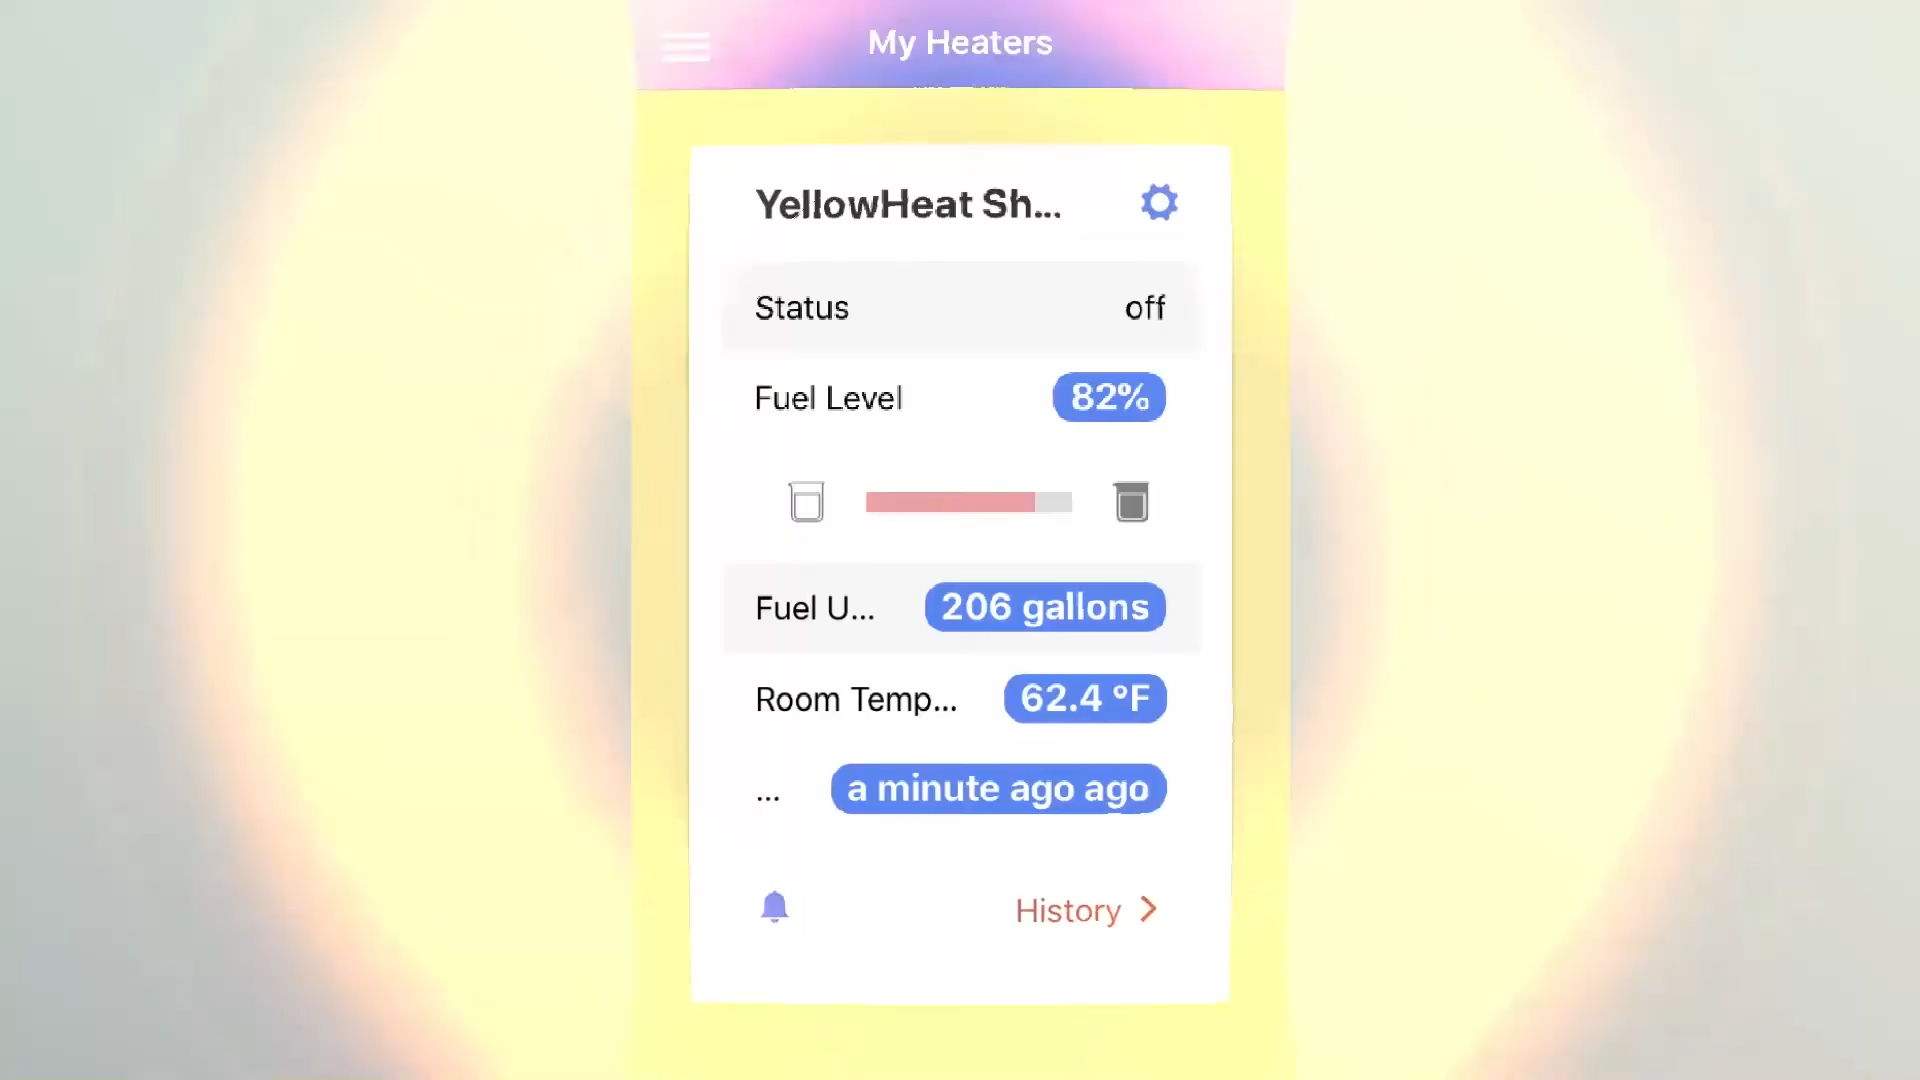 My Heaters
YellowHeat Sh...
Status off
Fuel Level 82%
Fuel U... 206 gallons
Room Temp... 62.4 °F
... a minute ago ago
History